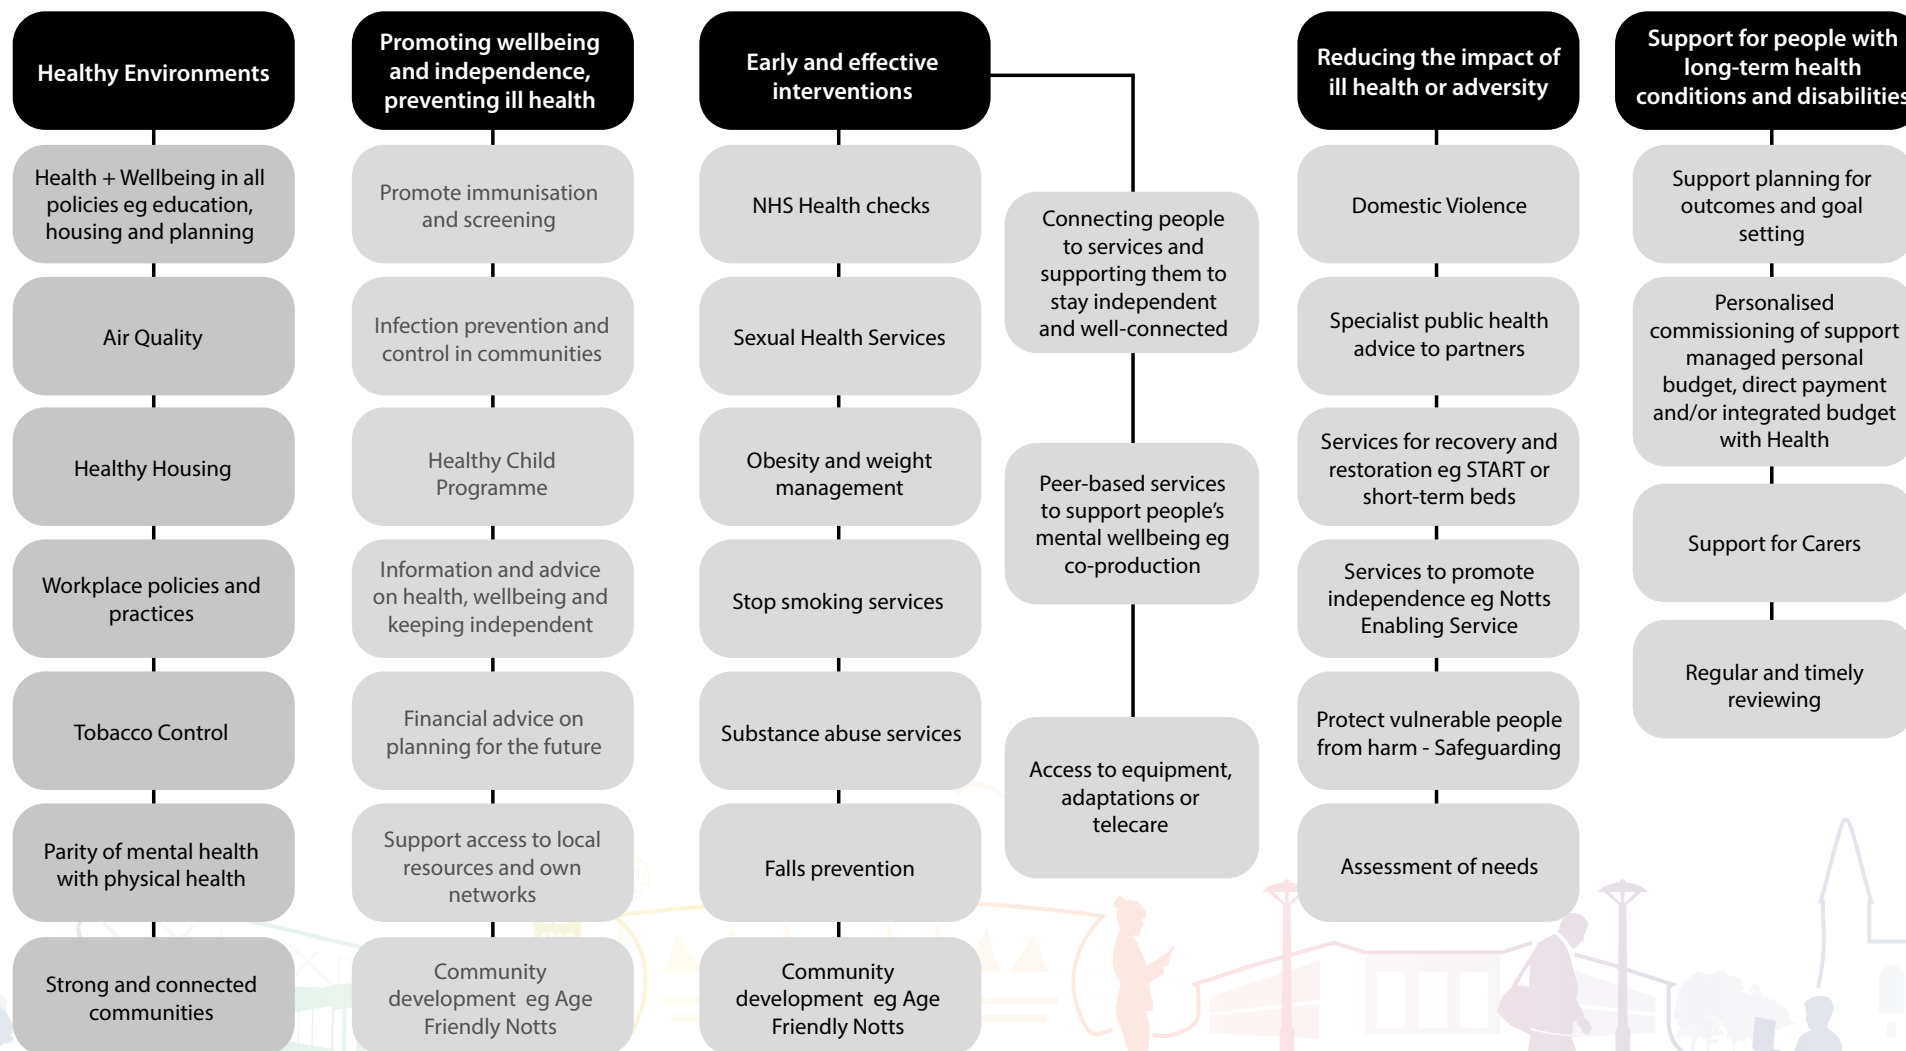 Healthy Environments
Health + Wellbeing in all
policies eg education,
housing and planning
Air Quality
Healthy Housing
Workplace policies and
practices
Tobacco Control
Parity of mental health
with physical health
Strong and connected
communities
Promoting wellbeing
and independence,
preventing ill health
Promote immunisation
and screening
Infection prevention and
control in communities
Healthy Child
Programme
Information and advice
on health, wellbeing and
keeping independent
Financial advice on
planning for the future
Support access to local
resources and own
networks
Community
development eg Age
Friendly Notts
Early and effective
interventions
NHS Health checks
Sexual Health Services
Obesity and weight
management
Stop smoking services
Substance abuse services
Falls prevention
Community
development eg Age
Friendly Notts
Connecting people
to services and
supporting them to
stay independent
and well-connected
Peer-based services
to support people's
mental wellbeing eg
co-production
Access to equipment,
adaptations or
telecare
Reducing the impact of
ill health or adversity
Domestic Violence
Specialist public health
advice to partners
Services for recovery and
restoration eg START or
short-term beds
Services to promote
independence eg Notts
Enabling Service
Protect vulnerable people
from harm - Safeguarding
Assessment of needs
Support for people with
long-term health
conditions and disabilities
Support planning for
outcomes and goal
setting
Personalised
commissioning of support
managed personal
budget, direct payment
and/or integrated budget
with Health
Support for Carers
Regular and timely
reviewing